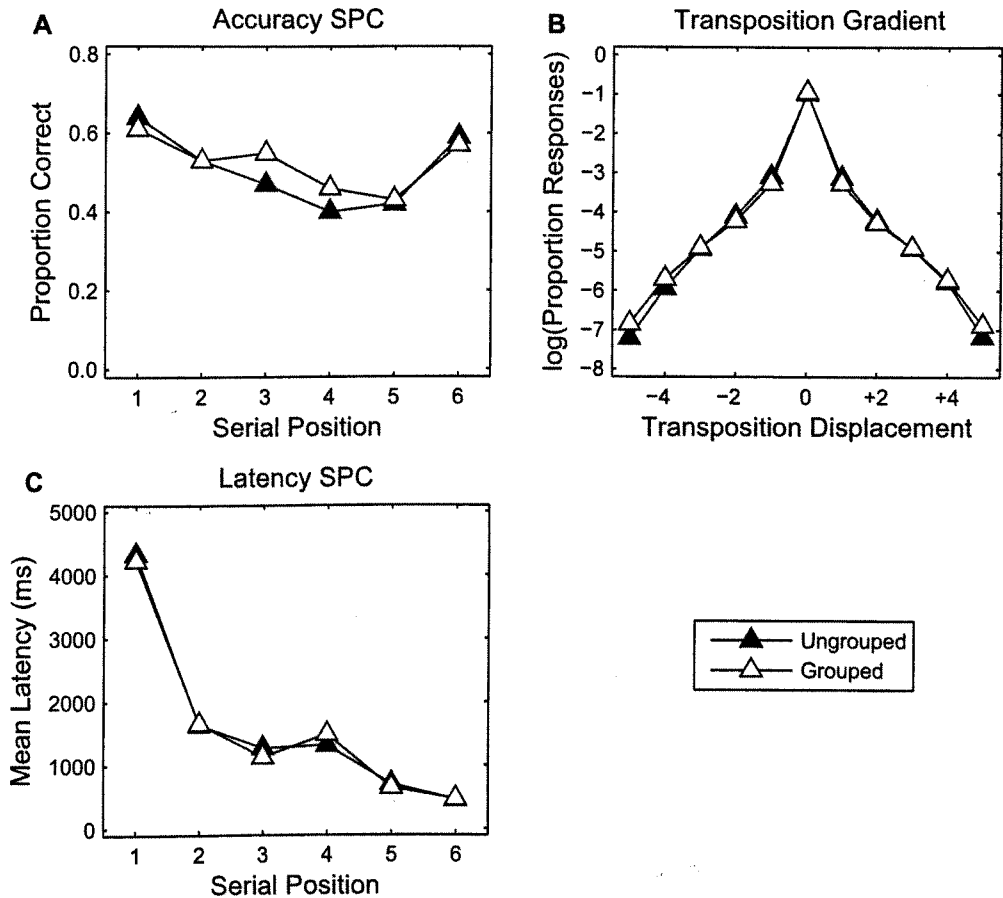 A Accuracy SPC
0.8
0.6
0.4
0.2
0.0
Proportion Correct
1 2 3 4 5 6
Serial Position
B Transposition Gradient
0
−1
−2
−3
−4
−5
−6
−7
−8
log(Proportion Responses)
−4 −2 0 +2 +4
Transposition Displacement
C Latency SPC
5000
4000
3000
2000
1000
0
Mean Latency (ms)
1 2 3 4 5 6
Serial Position
Ungrouped
Grouped